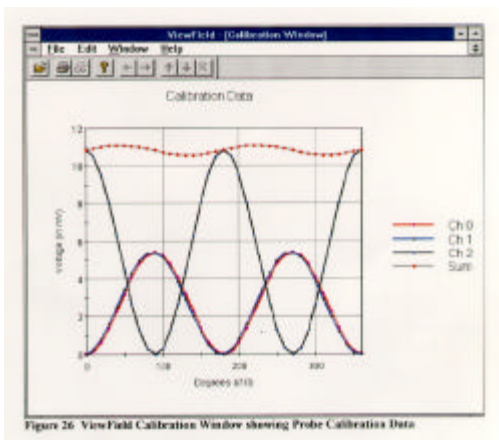 ViewField - [Calibration Window]
File Edit Window Help
Calibration Data
12
10
8
6
4
2
0
Voltage (in mV)
0 100 200 300
Degrees
Ch 0
Ch 1
Ch 2
Sum
Figure 26 ViewField Calibration Window showing Probe Calibration Data